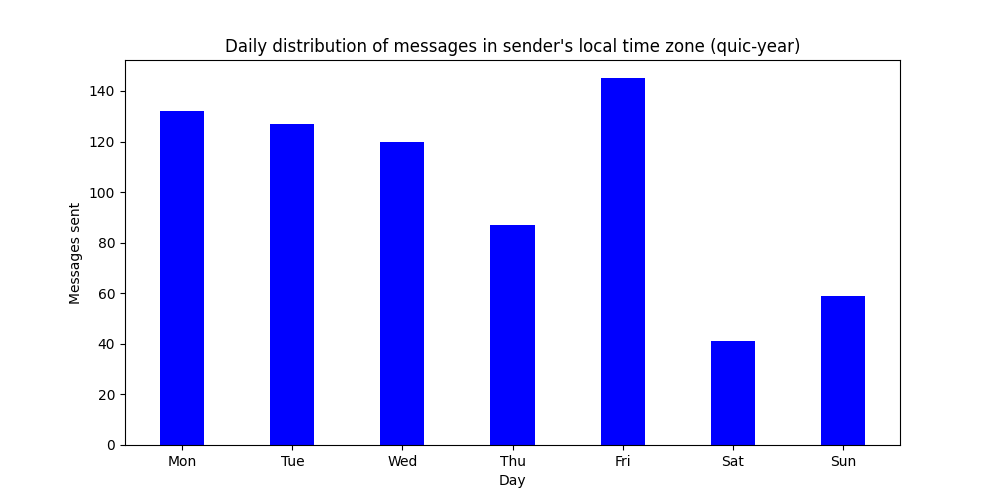 Daily distribution of messages in sender's local time zone (quic-year)
Messages sent
140
120
100
80
60
40
20
0
Mon Tue Wed Thu Fri Sat Sun
Day